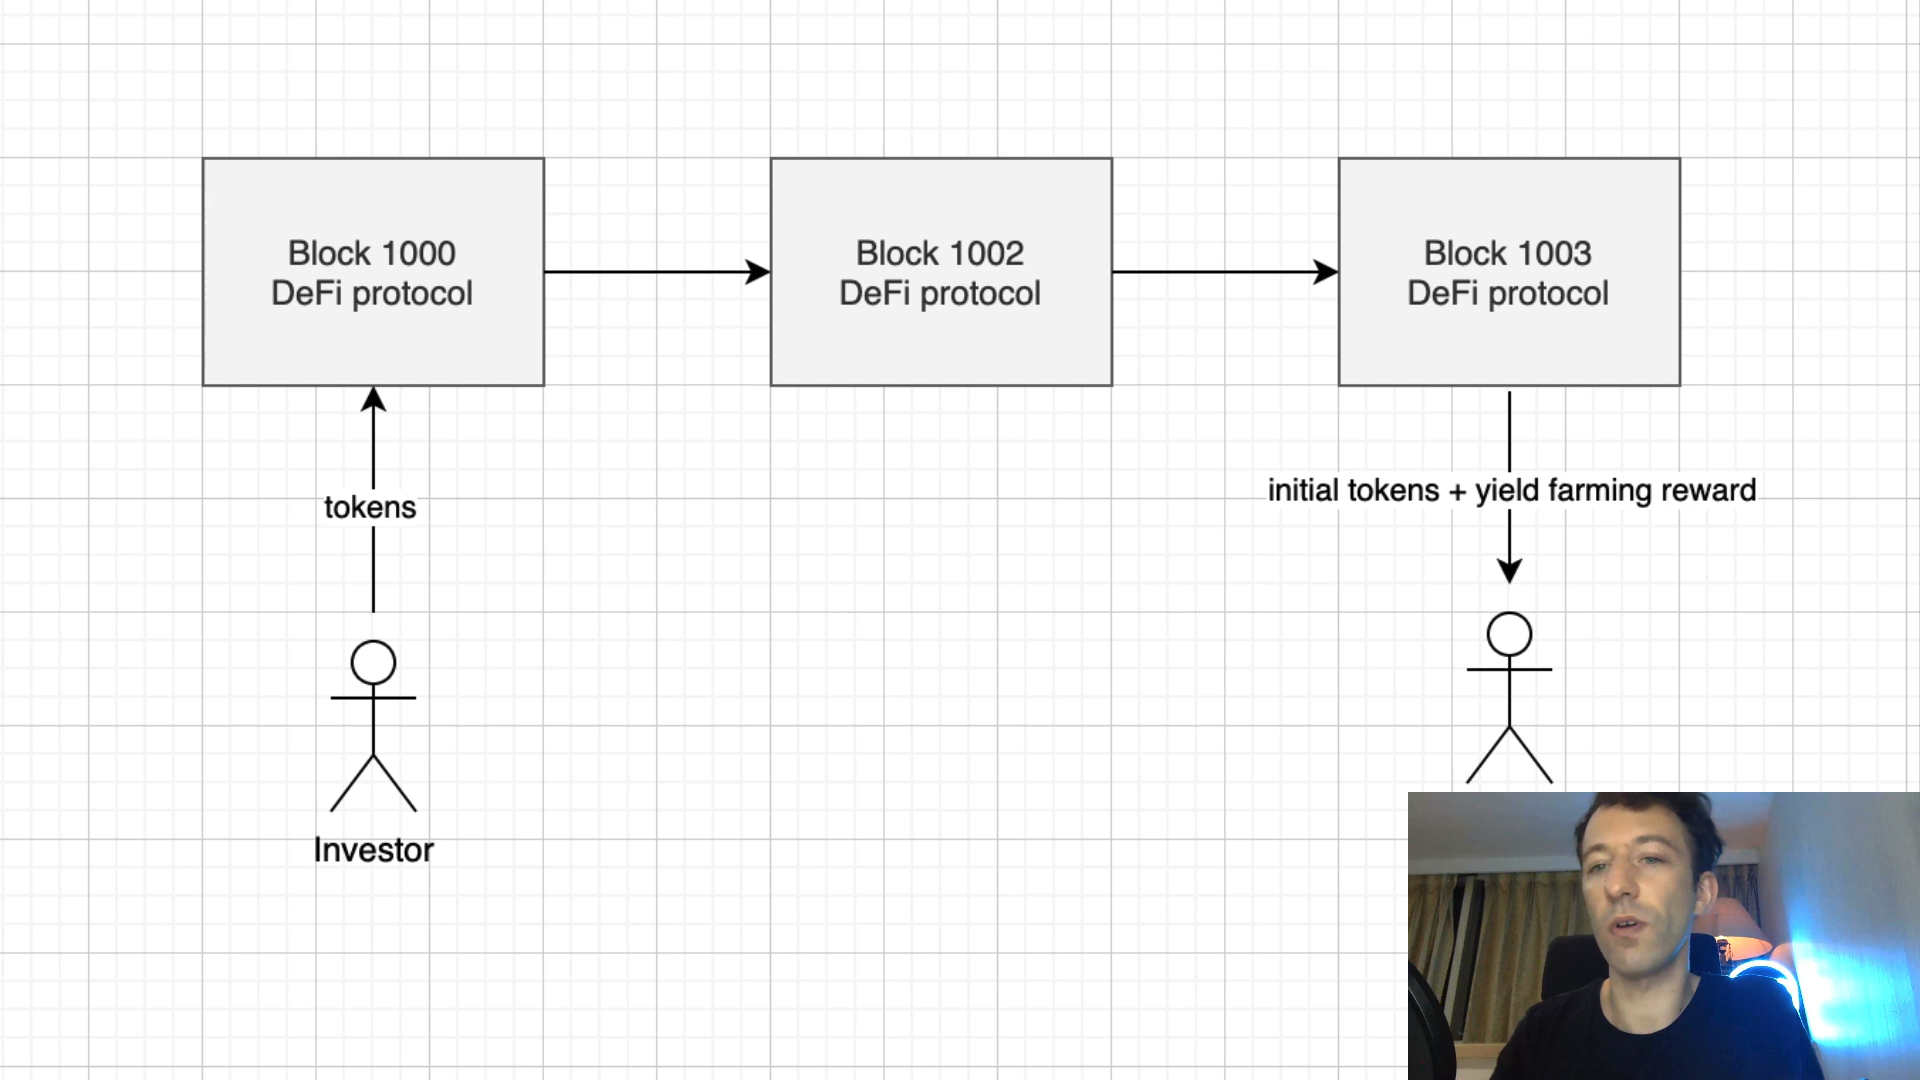 Block 1000
DeFi protocol
Block 1002
DeFi protocol
Block 1003
DeFi protocol
tokens
initial tokens + yield farming reward
Investor